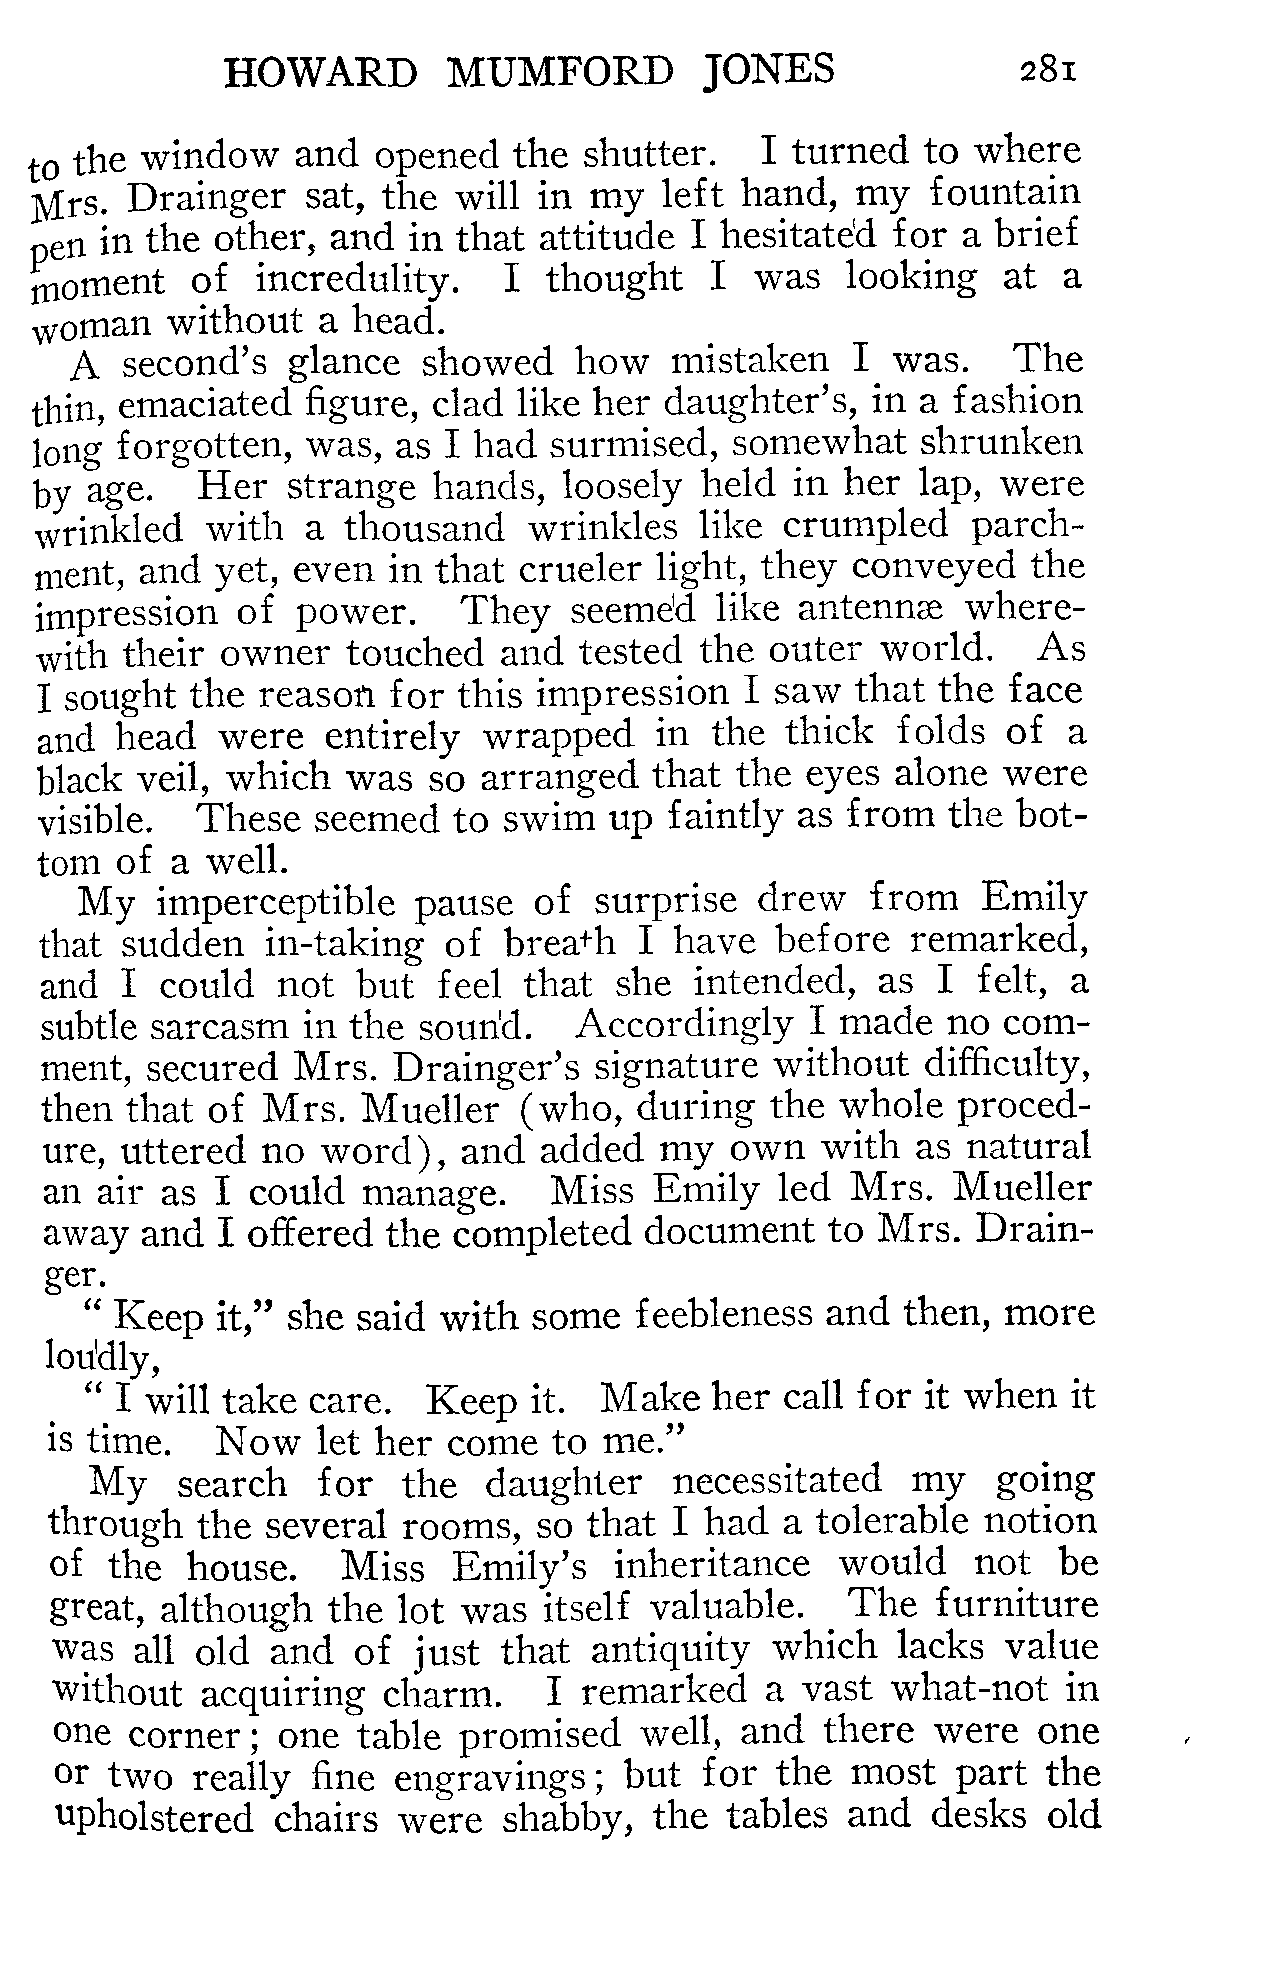 HOWARD MUMFORD JONES 281
to the window and opened the shutter. I turned to where
Mrs. Drainger sat, the will in my left hand, my fountain
pen in the other, and in that attitude I hesitated for a brief
moment of incredulity. I thought I was looking at a
woman without a head.
A second's glance showed how mistaken I was. The
thin, emaciated figure, clad like her daughter's, in a fashion
long forgotten, was, as I had surmised, somewhat shrunken
by age. Her strange hands, loosely held in her lap, were
wrinkled with a thousand wrinkles like crumpled parch-
ment, and yet, even in that crueler light, they conveyed the
impression of power. They seemed like antennæ where-
with their owner touched and tested the outer world. As
I sought the reason for this impression I saw that the face
and head were entirely wrapped in the thick folds of a
black veil, which was so arranged that the eyes alone were
visible. These seemed to swim up faintly as from the bot-
tom of a well.
My imperceptible pause of surprise drew from Emily
that sudden in-taking of breath I have before remarked,
and I could not but feel that she intended, as I felt, a
subtle sarcasm in the sound. Accordingly I made no com-
ment, secured Mrs. Drainger's signature without difficulty,
then that of Mrs. Mueller (who, during the whole proced-
ure, uttered no word), and added my own with as natural
an air as I could manage. Miss Emily led Mrs. Mueller
away and I offered the completed document to Mrs. Drain-
ger.
" Keep it," she said with some feebleness and then, more
loudly,
" I will take care. Keep it. Make her call for it when it
is time. Now let her come to me."
My search for the daughter necessitated my going
through the several rooms, so that I had a tolerable notion
of the house. Miss Emily's inheritance would not be
great, although the lot was itself valuable. The furniture
was all old and of just that antiquity which lacks value
without acquiring charm. I remarked a vast what-not in
one corner; one table promised well, and there were one
or two really fine engravings; but for the most part the
upholstered chairs were shabby, the tables and desks old